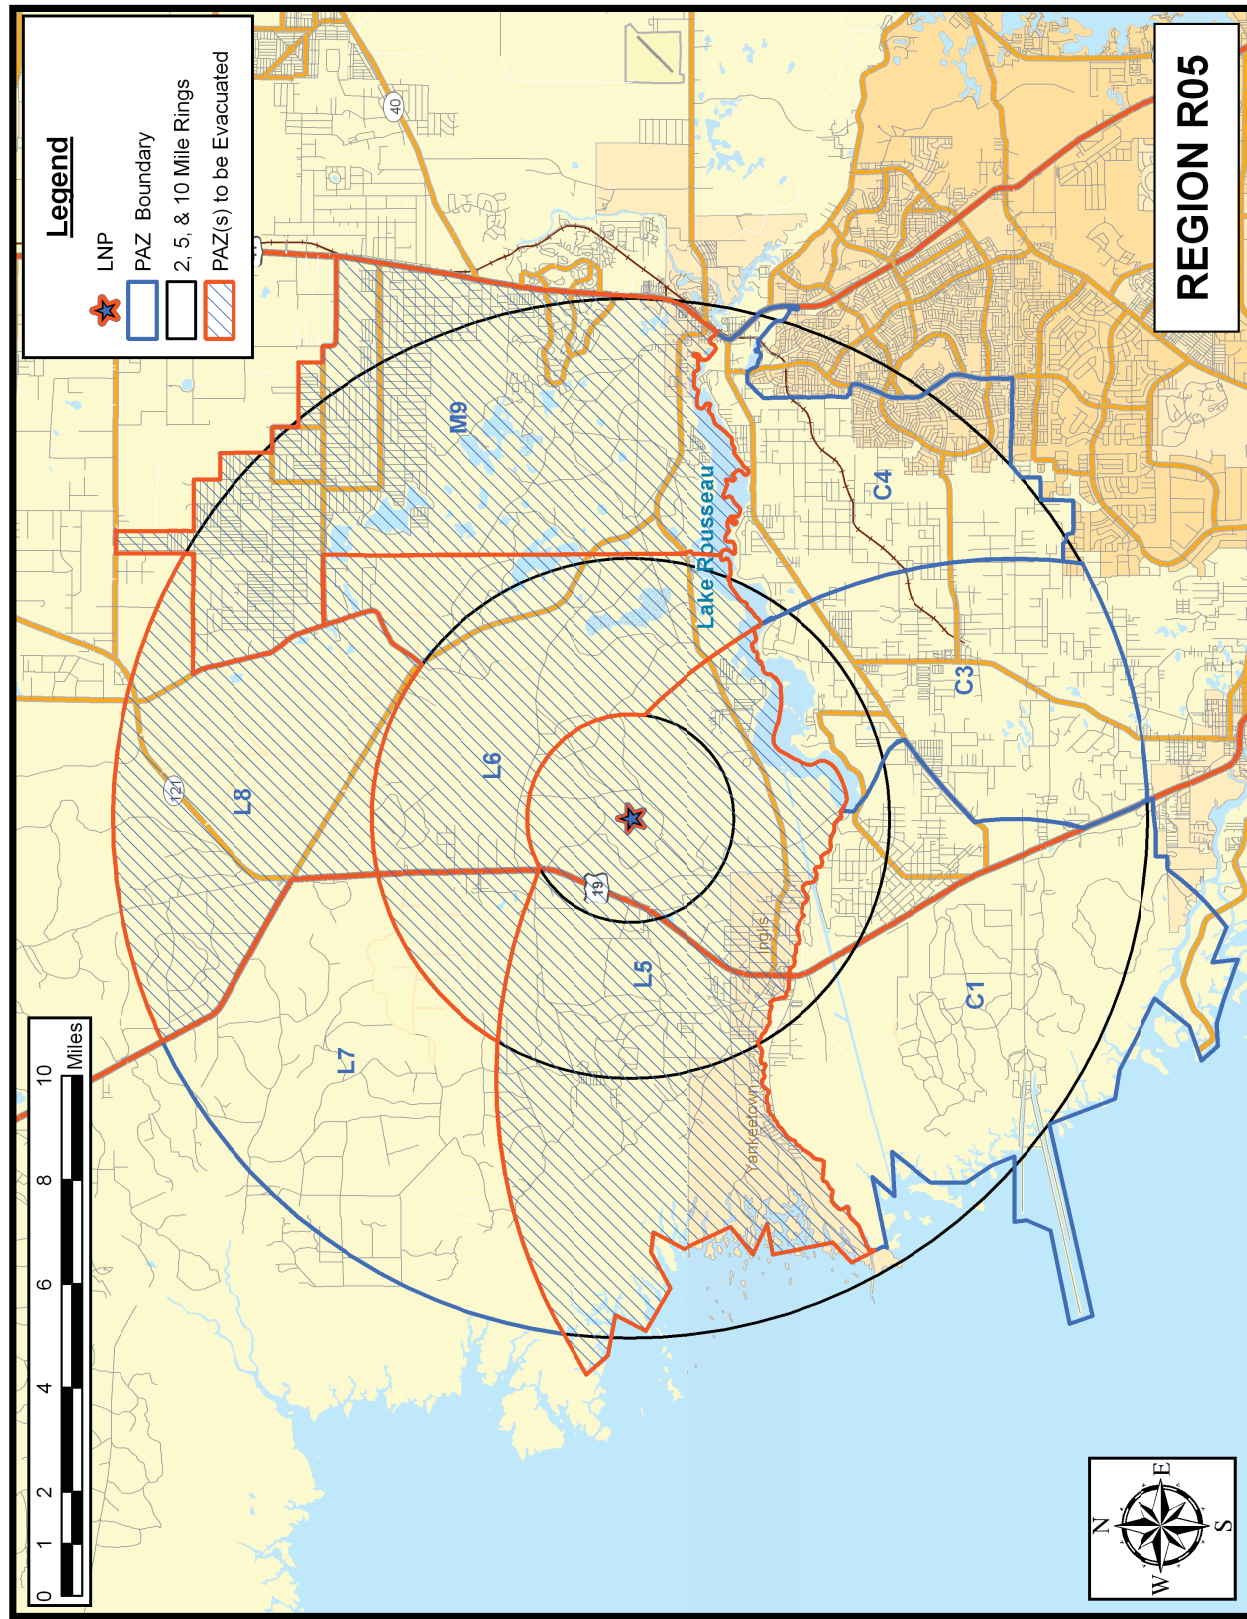 Legend
LNP
PAZ Boundary
2, 5, & 10 Mile Rings
PAZ(s) to be Evacuated
REGION R05
40
121
19
M9
L8
L6
L7
L5
C4
C3
C1
Lake Rousseau
Inglis
Yankeetown
0 1 2 4 6 8 10
Miles
N
W E
S